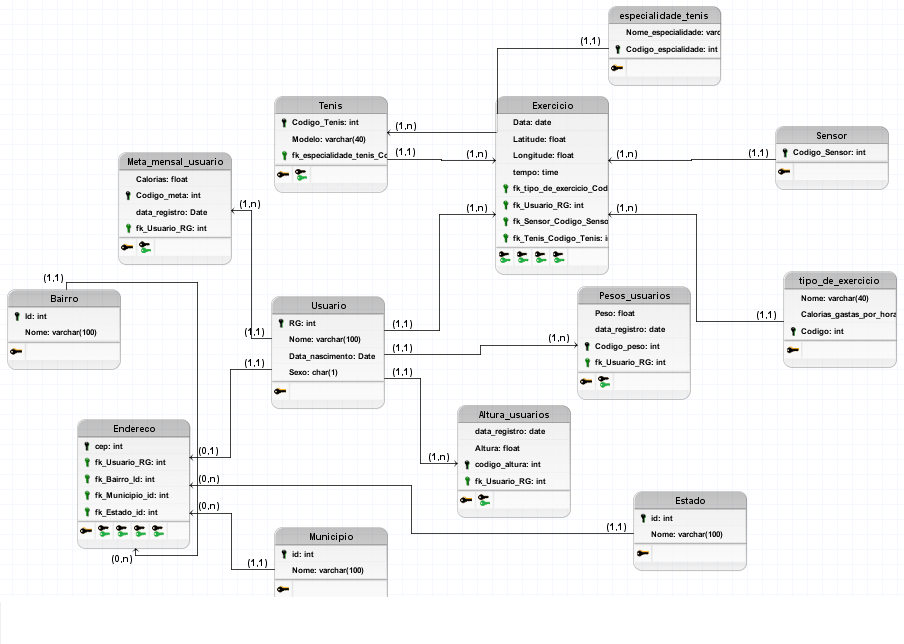 especialidade_tenis
Nome_especialidade: varc
Codigo_espcialidade: int
(1,1)
Tenis
Codigo_Tenis: int
Modelo: varchar(40)
fk_especialidade_tenis_Co
(1,n)
(1,1)
(1,n)
Exercicio
Data: date
Latitude: float
Longitude: float
tempo: time
fk_tipo_de_exercicio_Cod
fk_Usuario_RG: int
fk_Sensor_Codigo_Senso
fk_Tenis_Codigo_Tenis: i
(1,n)
(1,n)
(1,n)
Sensor
Codigo_Sensor: int
(1,1)
Meta_mensal_usuario
Calorias: float
Codigo_meta: int
data_registro: Date
fk_Usuario_RG: int
(1,n)
tipo_de_exercicio
Nome: varchar(40)
Calorias_gastas_por_hora
Codigo: int
(1,1)
(1,1)
Bairro
Id: int
Nome: varchar(100)
Usuario
RG: int
Nome: varchar(100)
Data_nascimento: Date
Sexo: char(1)
(1,1)
(1,1)
(1,1)
(1,1)
(1,1)
Pesos_usuarios
Peso: float
data_registro: date
Codigo_peso: int
fk_Usuario_RG: int
(1,n)
Altura_usuarios
data_registro: date
Altura: float
codigo_altura: int
fk_Usuario_RG: int
(1,n)
Endereco
cep: int
fk_Usuario_RG: int
fk_Bairro_Id: int
fk_Municipio_id: int
fk_Estado_id: int
(0,1)
(0,n)
(0,n)
(0,n)
Estado
id: int
Nome: varchar(100)
(1,1)
Municipio
id: int
Nome: varchar(100)
(1,1)